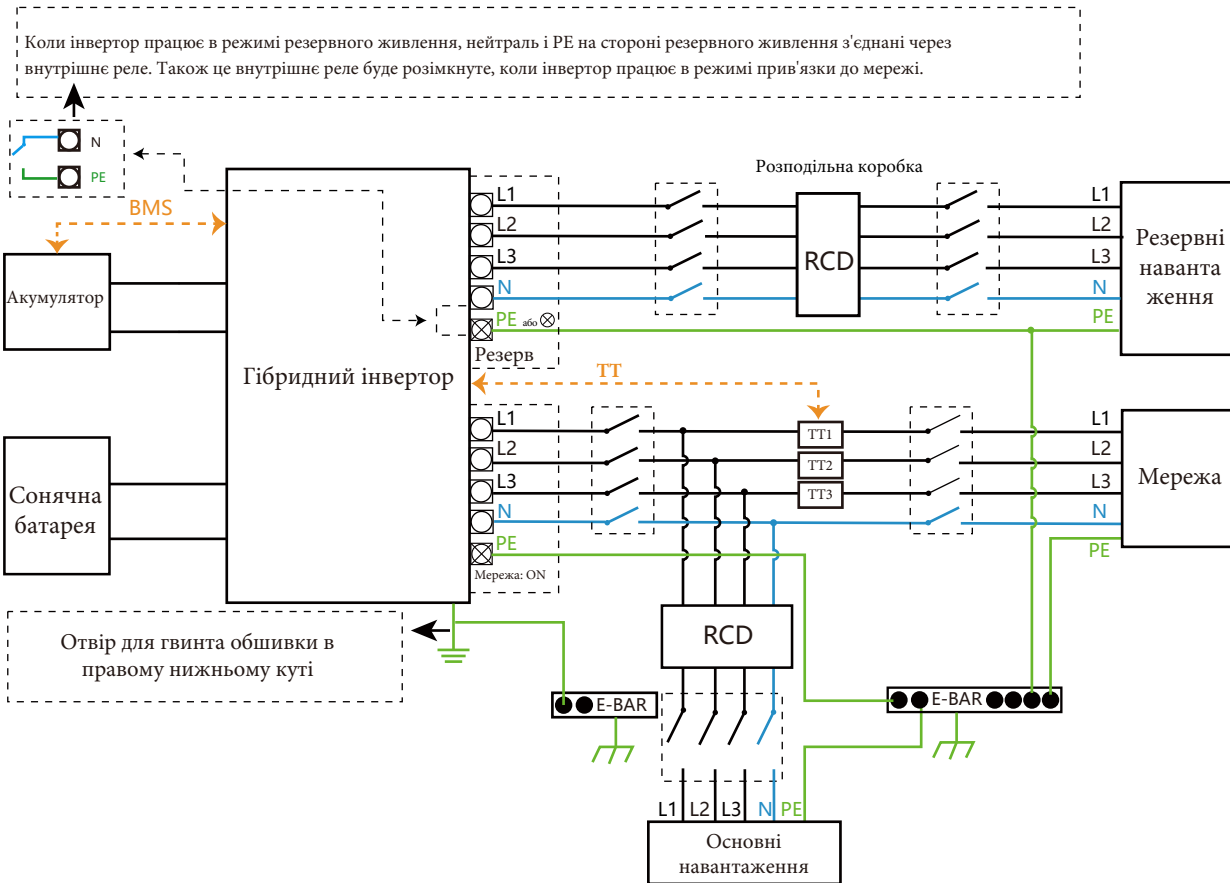 Коли інвертор працює в режимі резервного живлення, нейтраль і PE на стороні резервного живлення з'єднані через
внутрішнє реле. Також це внутрішнє реле буде розімкнуте, коли інвертор працює в режимі прив'язки до мережі.
N
PE
BMS
Акумулятор
Сонячна
батарея
Гібридний інвертор
L1
L2
L3
N
PE або
Резерв
Розподільна коробка
RCD
L1
L2
L3
N
PE
Резервні
наванта
ження
TT
L1
L2
L3
N
PE
Мережа: ON
TT1
TT2
TT3
L1
L2
L3
N
PE
Мережа
Отвір для гвинта обшивки в
правому нижньому куті
RCD
E-BAR
E-BAR
L1 L2 L3 N PE
Основні
навантаження